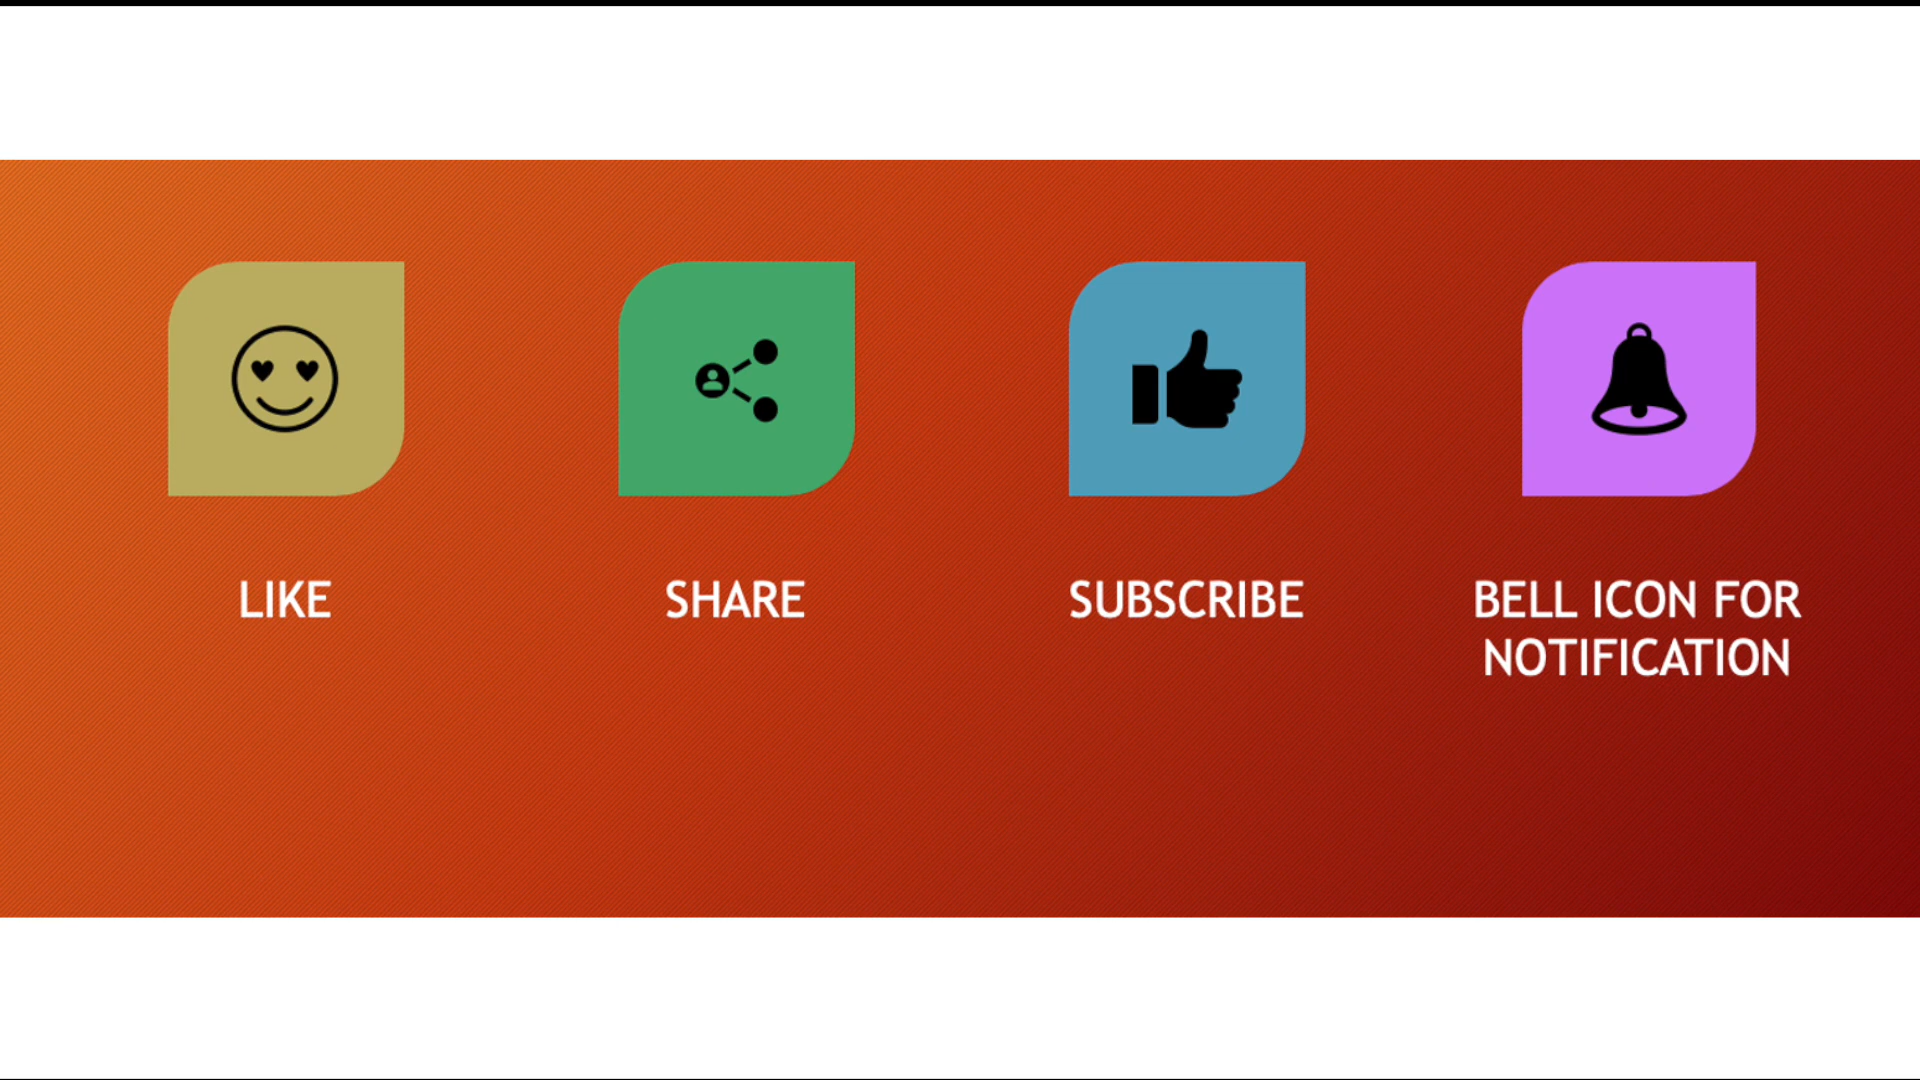 LIKE
SHARE
SUBSCRIBE
BELL ICON FOR
NOTIFICATION